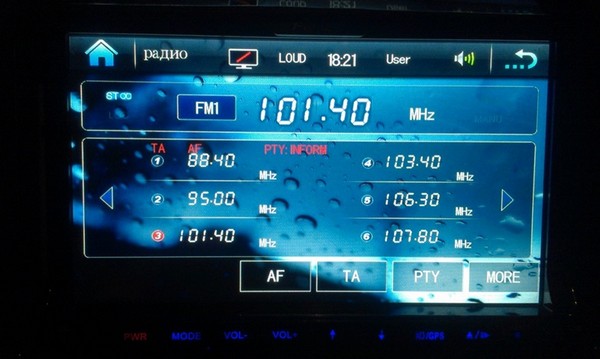 радио LOUD 18:21 User
ST
FM1 101.40 MHz
TA AF PTY:INFORM
1 88.40 MHz 4 103.40 MHz
2 95.00 MHz 5 106.30 MHz
3 101.40 MHz 6 107.80 MHz
AF TA PTY MORE
PWR MODE VOL- VOL+